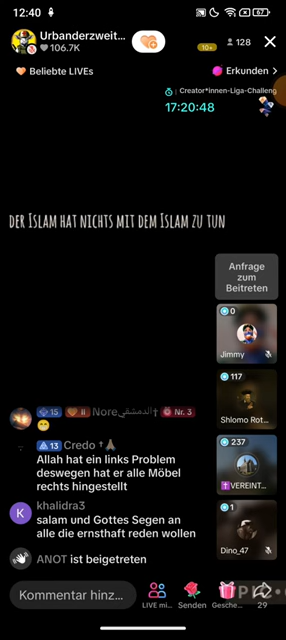 12:40
67
Urbanderzweit...
106.7K
10+
128
Beliebte LIVEs
Erkunden >
Creator*innen-Liga-Challeng
17:20:48
DER ISLAM HAT NICHTS MIT DEM ISLAM ZU TUN
Anfrage
zum
Beitreten
0
Jimmy
117
Shlomo Rot...
237
VEREINT...
1
Dino_47
15
II
Noreالدمشقي✝
Nr. 3
13
Credo ✝🙏🏽
Allah hat ein links Problem
deswegen hat er alle Möbel
rechts hingestellt
K
khalidra3
salam und Gottes Segen an
alle die ernsthaft reden wollen
ANOT ist beigetreten
Kommentar hinz...
LIVE mi...
Senden
Gesche...
29